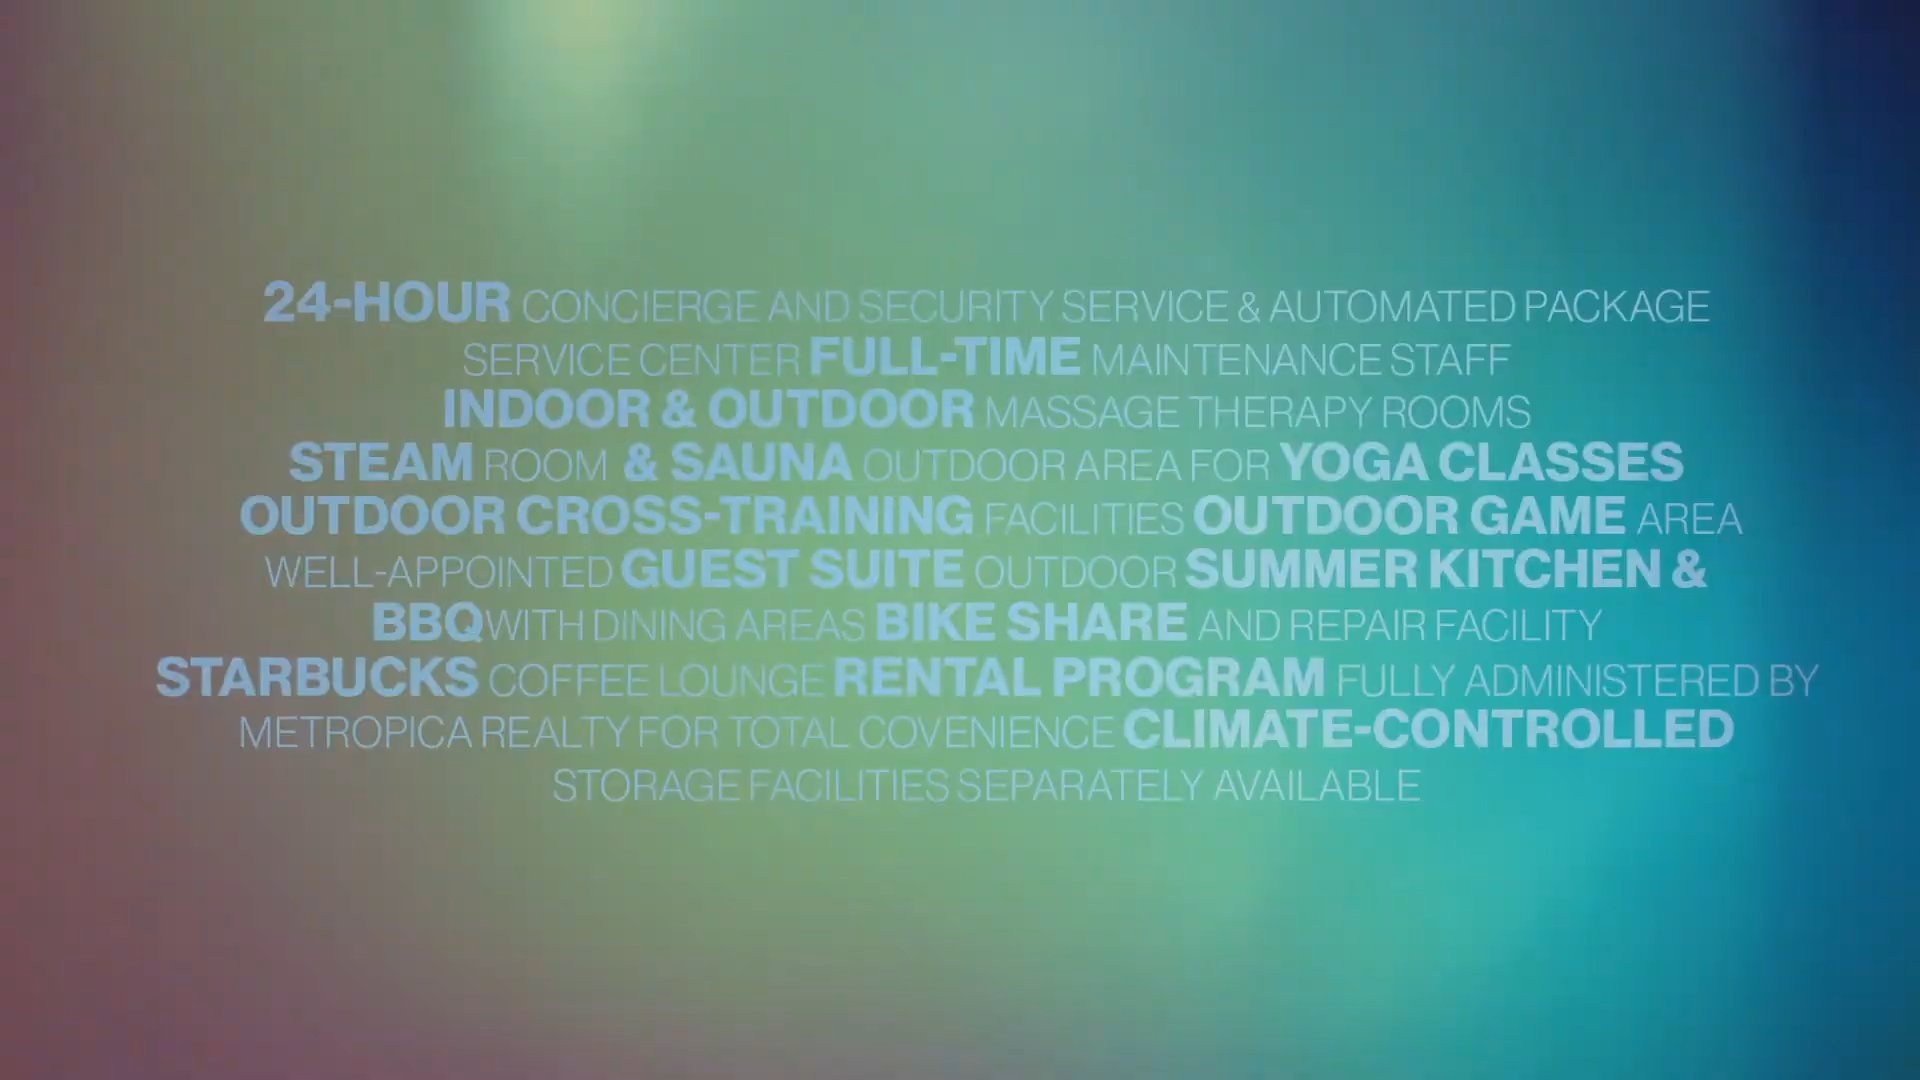 24-HOUR CONCIERGE AND SECURITY SERVICE & AUTOMATED PACKAGE
SERVICE CENTER FULL-TIME MAINTENANCE STAFF
INDOOR & OUTDOOR MASSAGE THERAPY ROOMS
STEAM ROOM & SAUNA OUTDOOR AREA FOR YOGA CLASSES
OUTDOOR CROSS-TRAINING FACILITIES OUTDOOR GAME AREA
WELL-APPOINTED GUEST SUITE OUTDOOR SUMMER KITCHEN &
BBQ WITH DINING AREAS BIKE SHARE AND REPAIR FACILITY
STARBUCKS COFFEE LOUNGE RENTAL PROGRAM FULLY ADMINISTERED BY
METROPICA REALTY FOR TOTAL COVENIENCE CLIMATE-CONTROLLED
STORAGE FACILITIES SEPARATELY AVAILABLE